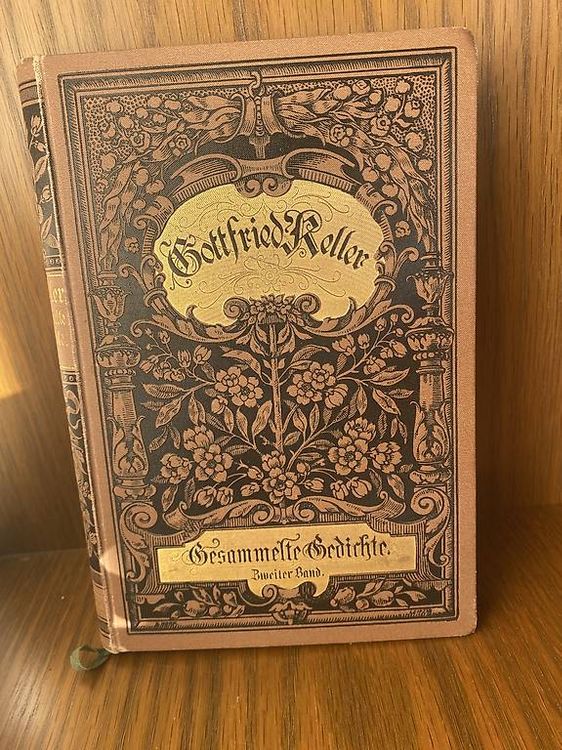 Gottfried Keller
Gesammelte Gedichte.
Zweiter Band.